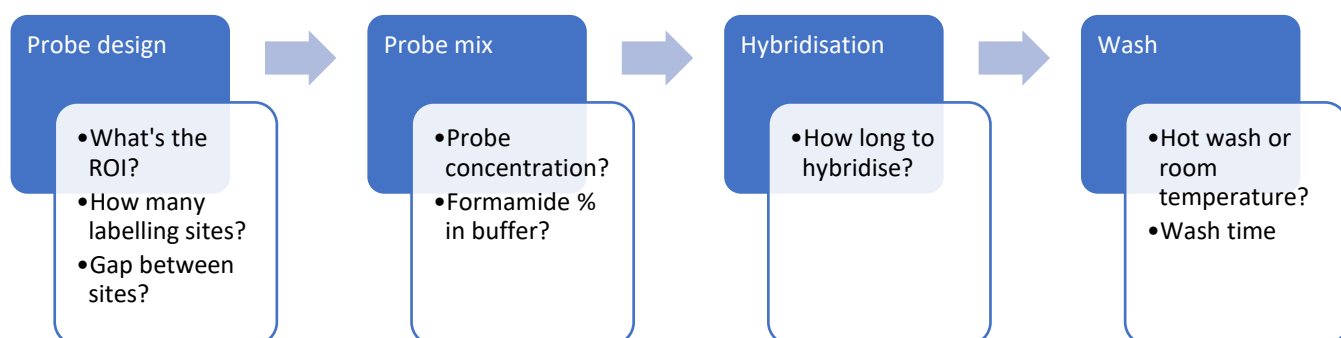 Probe design
•What's the
ROI?
•How many
labelling sites?
•Gap between
sites?
Probe mix
•Probe
concentration?
•Formamide %
in buffer?
Hybridisation
•How long to
hybridise?
Wash
•Hot wash or
room
temperature?
•Wash time